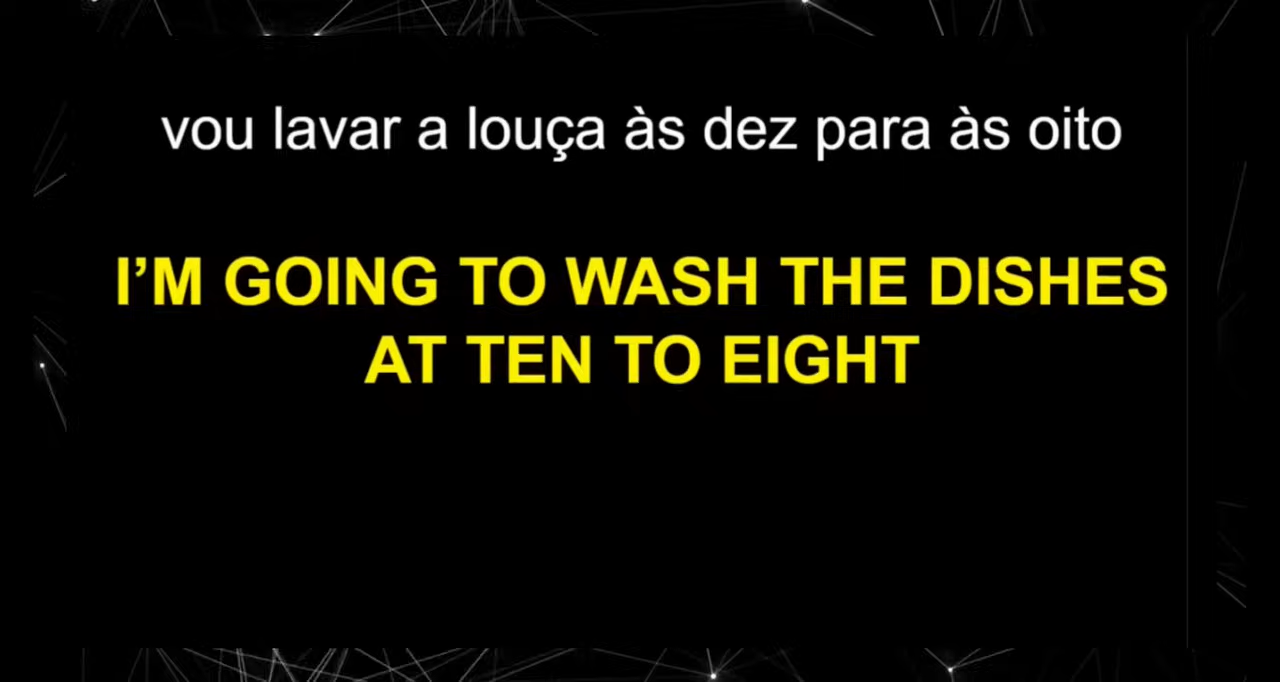 vou lavar a louça às dez para às oito
I’M GOING TO WASH THE DISHES
AT TEN TO EIGHT